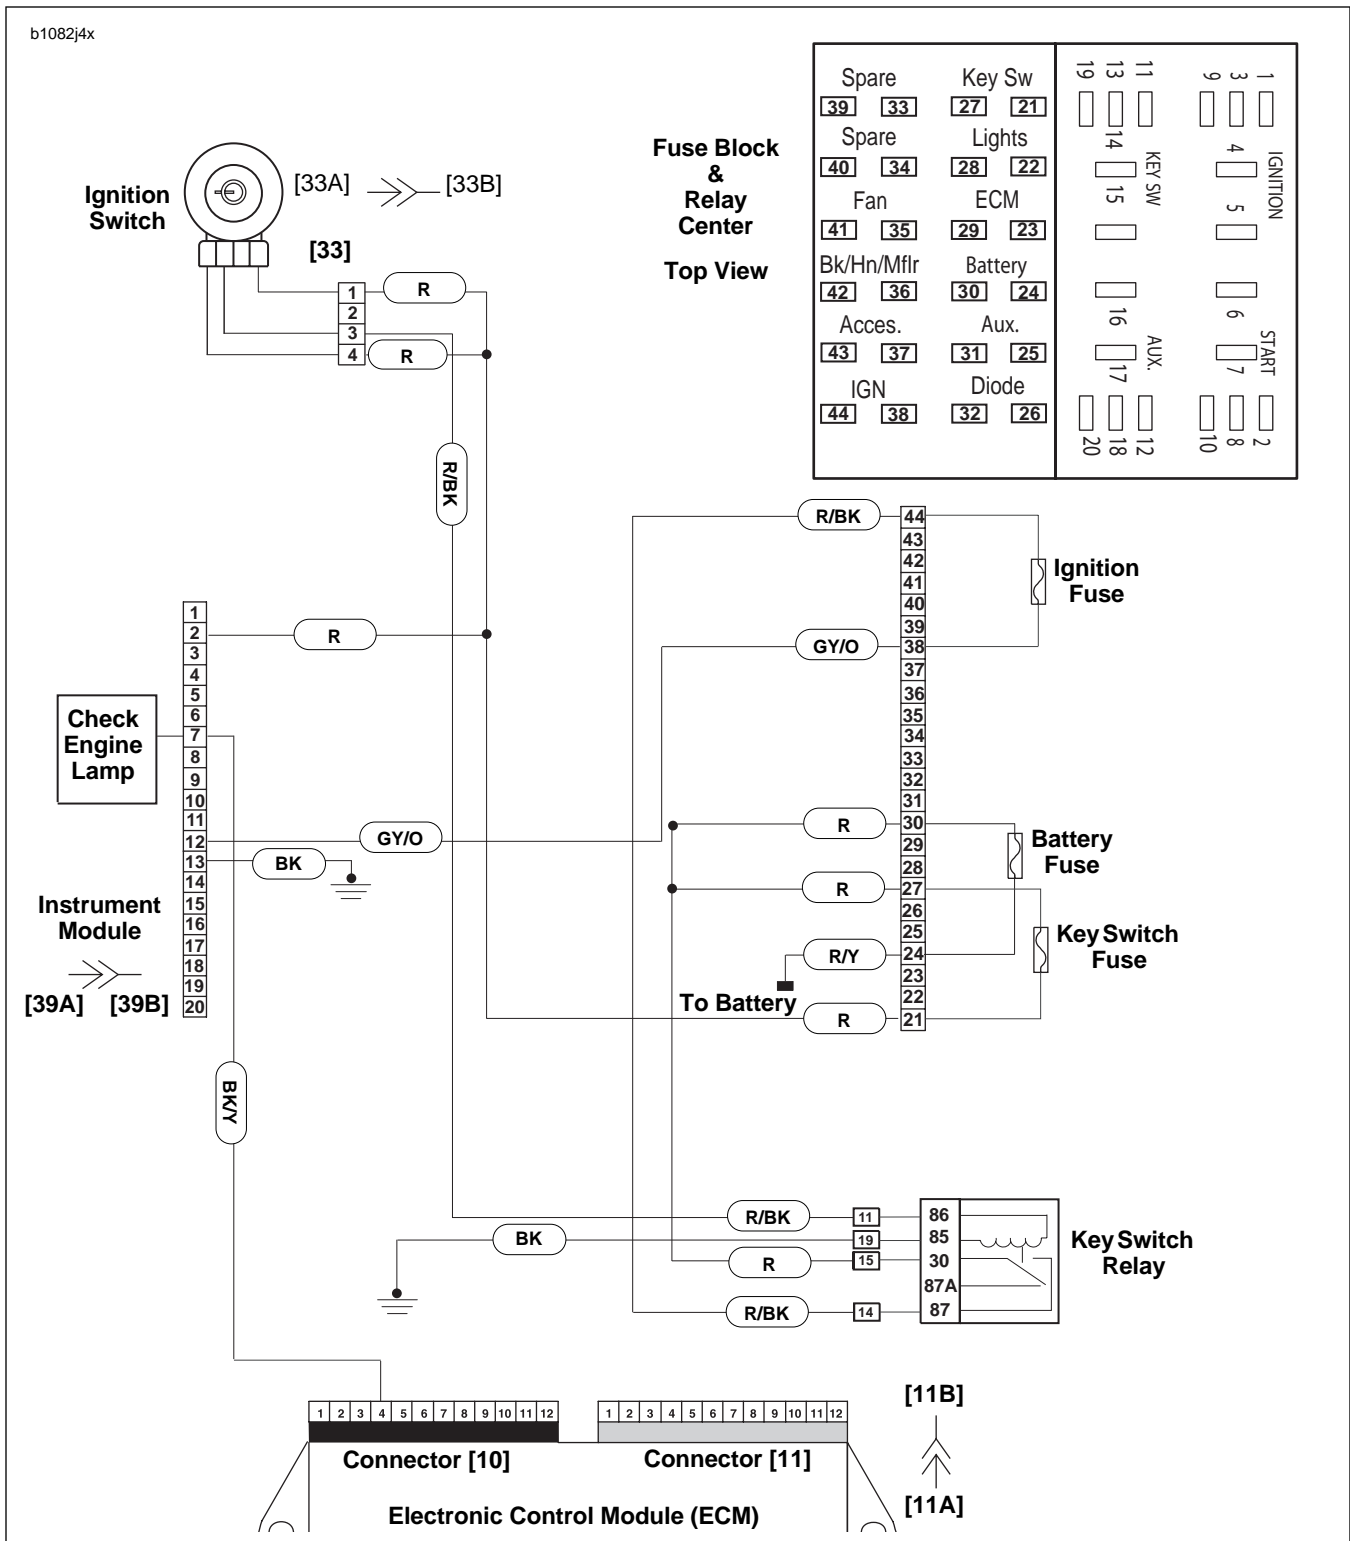 b1082j4x
Ignition
Switch
[33A]
[33B]
[33]
1
2
3
4
R
R
R/BK
Fuse Block
&
Relay
Center
Top View
Spare
39 33
Key Sw
27 21
Spare
40 34
Lights
28 22
Fan
41 35
ECM
29 23
Bk/Hn/Mflr
42 36
Battery
30 24
Acces.
43 37
Aux.
31 25
IGN
44 38
Diode
32 26
19 13 11
14
KEY SW
15
16
AUX.
17
20 18 12
9 3 1
4
IGNITION
5
6
START
7
10 8 2
R/BK
GY/O
R
R
R/Y
To Battery
R
44
43
42
41
40
39
38
37
36
35
34
33
32
31
30
29
28
27
26
25
24
23
22
21
Ignition
Fuse
Battery
Fuse
Key Switch
Fuse
1
2
3
4
5
6
7
8
9
10
11
12
13
14
15
16
17
18
19
20
R
Check
Engine
Lamp
GY/O
BK
Instrument
Module
[39A] [39B]
BK/Y
R/BK 11 86
BK 19 85
R 15 30
87A
R/BK 14 87
Key Switch
Relay
1 2 3 4 5 6 7 8 9 10 11 12
1 2 3 4 5 6 7 8 9 10 11 12
Connector [10]
Connector [11]
Electronic Control Module (ECM)
[11B]
[11A]